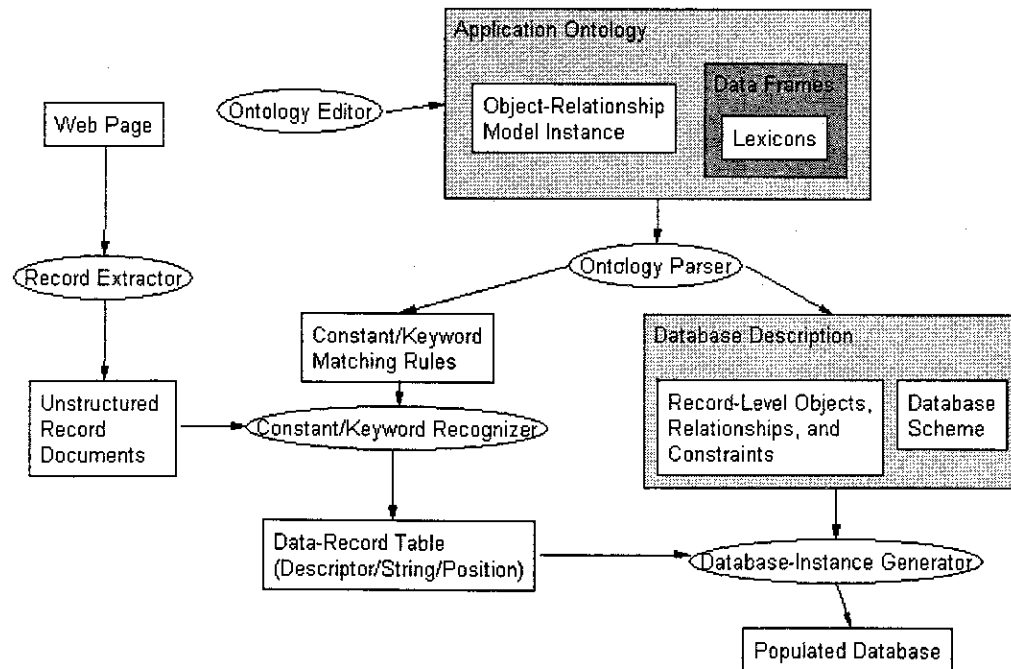 Application Ontology
Data Frames
Ontology Editor
Object-Relationship
Model Instance
Lexicons
Web Page
Record Extractor
Ontology Parser
Constant/Keyword
Matching Rules
Database Description
Unstructured
Record
Documents
Constant/Keyword Recognizer
Record-Level Objects,
Relationships, and
Constraints
Database
Scheme
Data-Record Table
(Descriptor/String/Position)
Database-Instance Generator
Populated Database